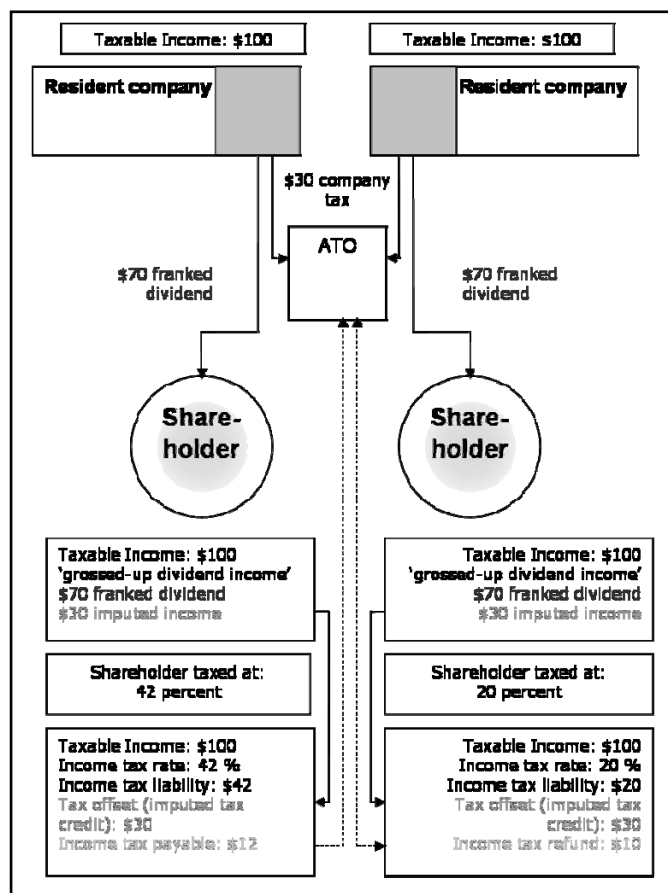 Taxable Income: $100
Taxable Income: $100
Resident company
Resident company
$30 company
tax
ATO
$70 franked
dividend
$70 franked
dividend
Share-
holder
Share-
holder
Taxable Income: $100
‘grossed-up dividend income’
$70 franked dividend
$30 imputed income
Taxable Income: $100
‘grossed-up dividend income’
$70 franked dividend
$30 imputed income
Shareholder taxed at:
42 percent
Shareholder taxed at:
20 percent
Taxable Income: $100
Income tax rate: 42 %
Income tax liability: $42
Tax offset (imputed tax
credit): $30
Income tax payable: $12
Taxable Income: $100
Income tax rate: 20 %
Income tax liability: $20
Tax offset (imputed tax
credit): $30
Income tax refund: $10